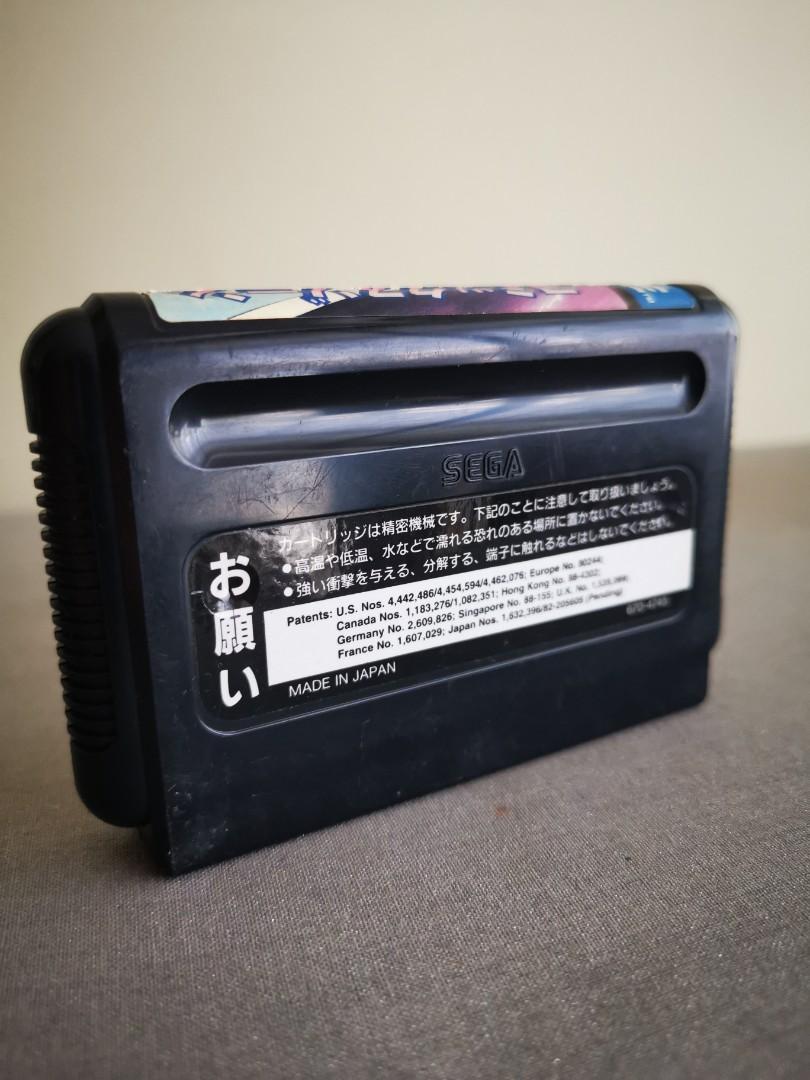 SEGA
お願い
カートリッジは精密機械です。下記のことに注意して取り扱いましょう。
●高温や低温、水などで濡れる恐れのある場所に置かないでください。
●強い衝撃を与える、分解する、端子に触れるなどはしないでください。
Patents: U.S. Nos. 4,442,486/4,454,594/4,462,076; Europe No. 80244;
Canada Nos. 1,183,276/1,082,351; Hong Kong No. 88-4302;
Germany No. 2,609,826; Singapore No. 88-155; U.K. No. 1,535,999;
France No. 1,607,029; Japan Nos. 1,632,396/82-205605 (Pending)
670-4745
MADE IN JAPAN